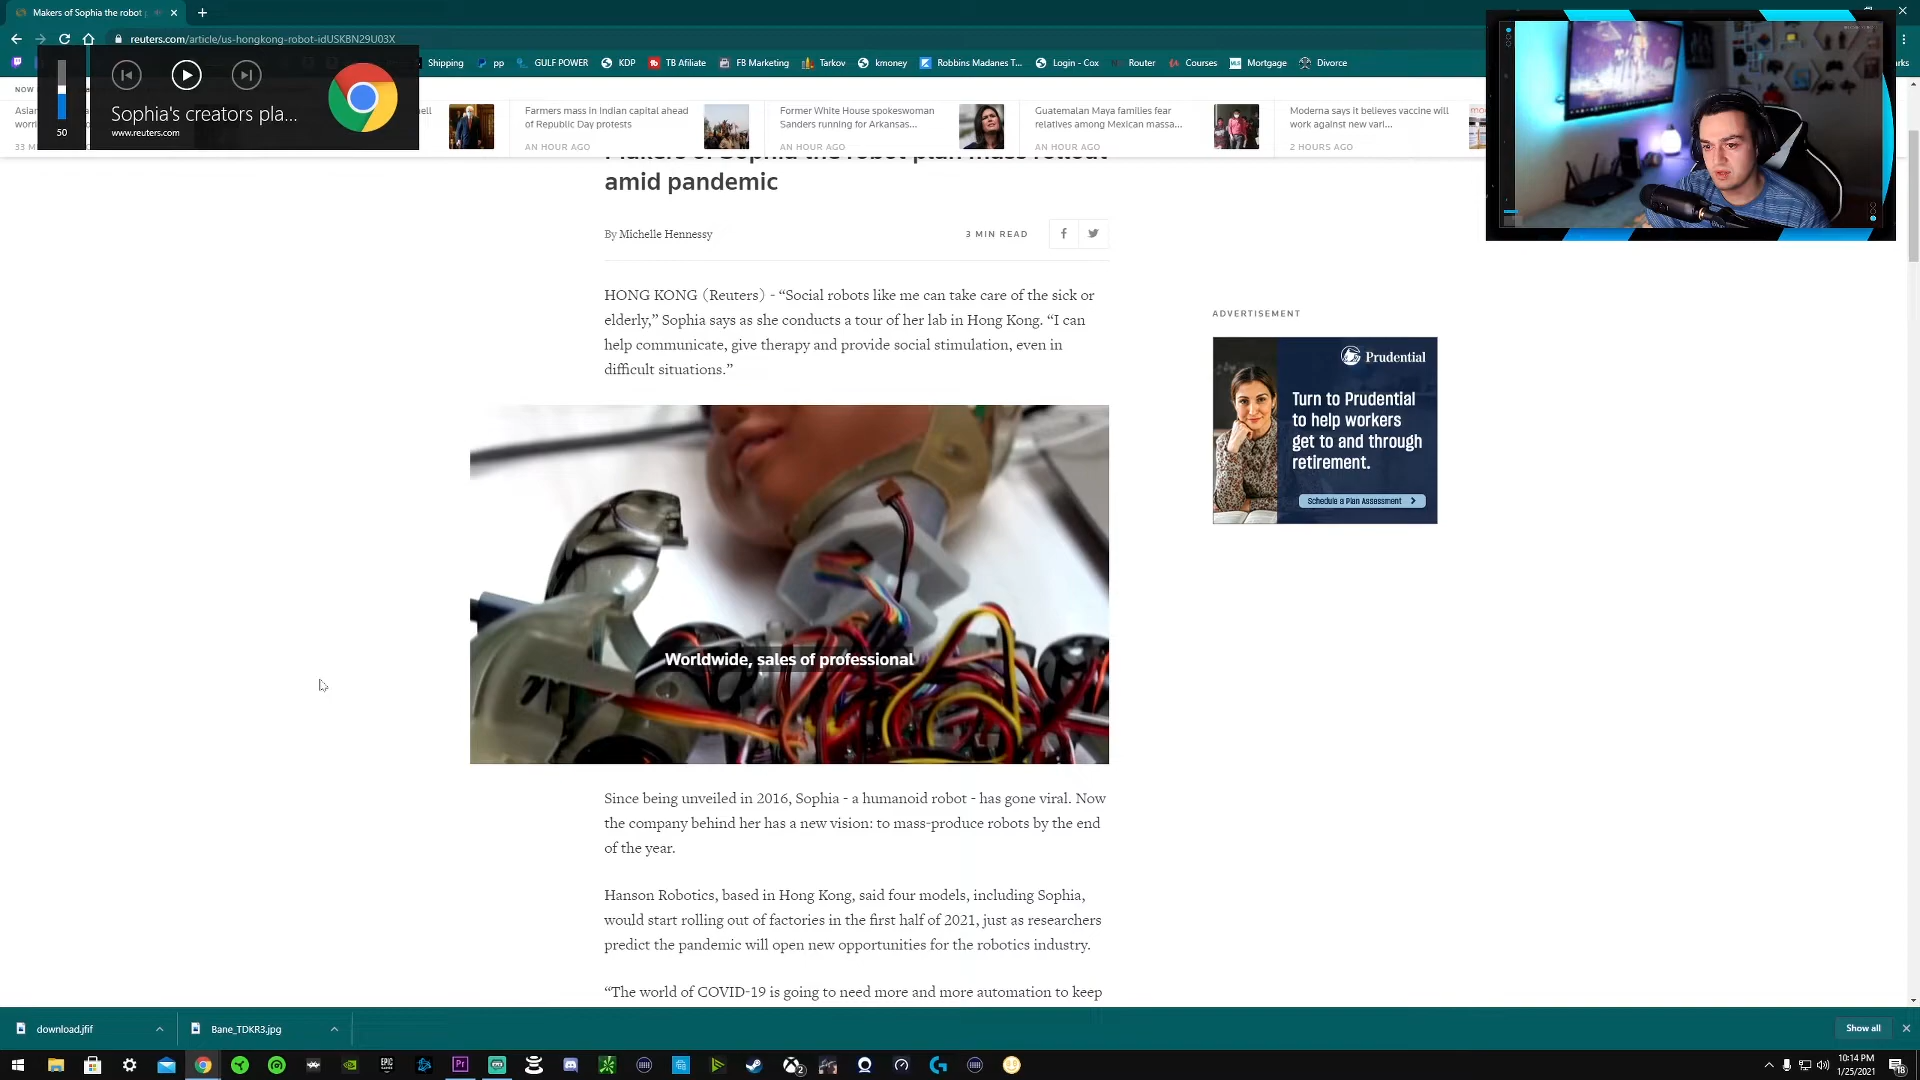 Makers of Sophia the robot
reuters.com/article/us-hongkong-robot-idUSKBN29U03X
Shipping
pp
GULF POWER
KDP
TB Afiliate
FB Marketing
Tarkov
kmoney
Robbins Madanes T...
Login - Cox
Router
Courses
Mortgage
Divorce
50
Sophia's creators pla...
www.reuters.com
Farmers mass in Indian capital ahead
of Republic Day protests
AN HOUR AGO
Former White House spokeswoman
Sanders running for Arkansas...
AN HOUR AGO
Guatemalan Maya families fear
relatives among Mexican massa...
AN HOUR AGO
Moderna says it believes vaccine will
work against new vari...
2 HOURS AGO
Makers of Sophia the robot plan mass rollout
amid pandemic
By Michelle Hennessy
3 MIN READ
HONG KONG (Reuters) - “Social robots like me can take care of the sick or
elderly,” Sophia says as she conducts a tour of her lab in Hong Kong. “I can
help communicate, give therapy and provide social stimulation, even in
difficult situations.”
Worldwide, sales of professional
ADVERTISEMENT
Prudential
Turn to Prudential
to help workers
get to and through
retirement.
Schedule a Plan Assessment
Since being unveiled in 2016, Sophia - a humanoid robot - has gone viral. Now
the company behind her has a new vision: to mass-produce robots by the end
of the year.
Hanson Robotics, based in Hong Kong, said four models, including Sophia,
would start rolling out of factories in the first half of 2021, just as researchers
predict the pandemic will open new opportunities for the robotics industry.
“The world of COVID-19 is going to need more and more automation to keep
download.jfif
Bane_TDKR3.jpg
Show all
EPIC
Pr
10:14 PM
1/25/2021
18